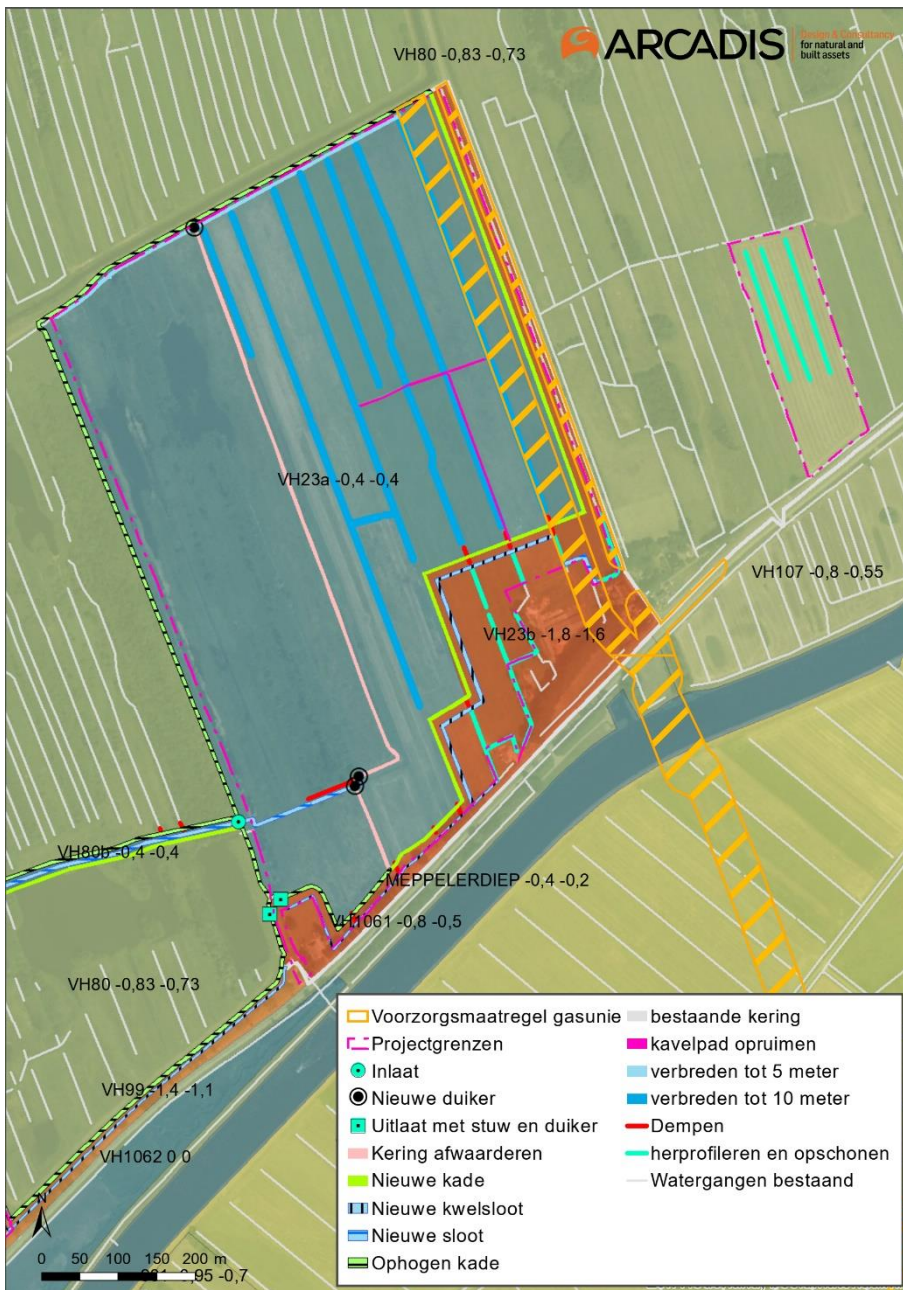 ARCADIS
Design & Consultancy
for natural and
built assets
VH80 -0,83 -0,73
VH23a -0,4 -0,4
VH107 -0,8 -0,55
VH23b -1,8 -1,6
VH80b -0,4 -0,4
MEPPELERDIEP -0,4 -0,2
VH1061 -0,8 -0,5
VH80 -0,83 -0,73
VH99 -1,4 -1,1
VH1062 0 0
N
0 50 100 150 200 m
-0,7
Voorzorgsmaatregel gasunie
Projectgrenzen
Inlaat
Nieuwe duiker
Uitlaat met stuw en duiker
Kering afwaarderen
Nieuwe kade
Nieuwe kwelsloot
Nieuwe sloot
Ophogen kade
bestaande kering
kavelpad opruimen
verbreden tot 5 meter
verbreden tot 10 meter
Dempen
herprofileren en opschonen
Watergangen bestaand